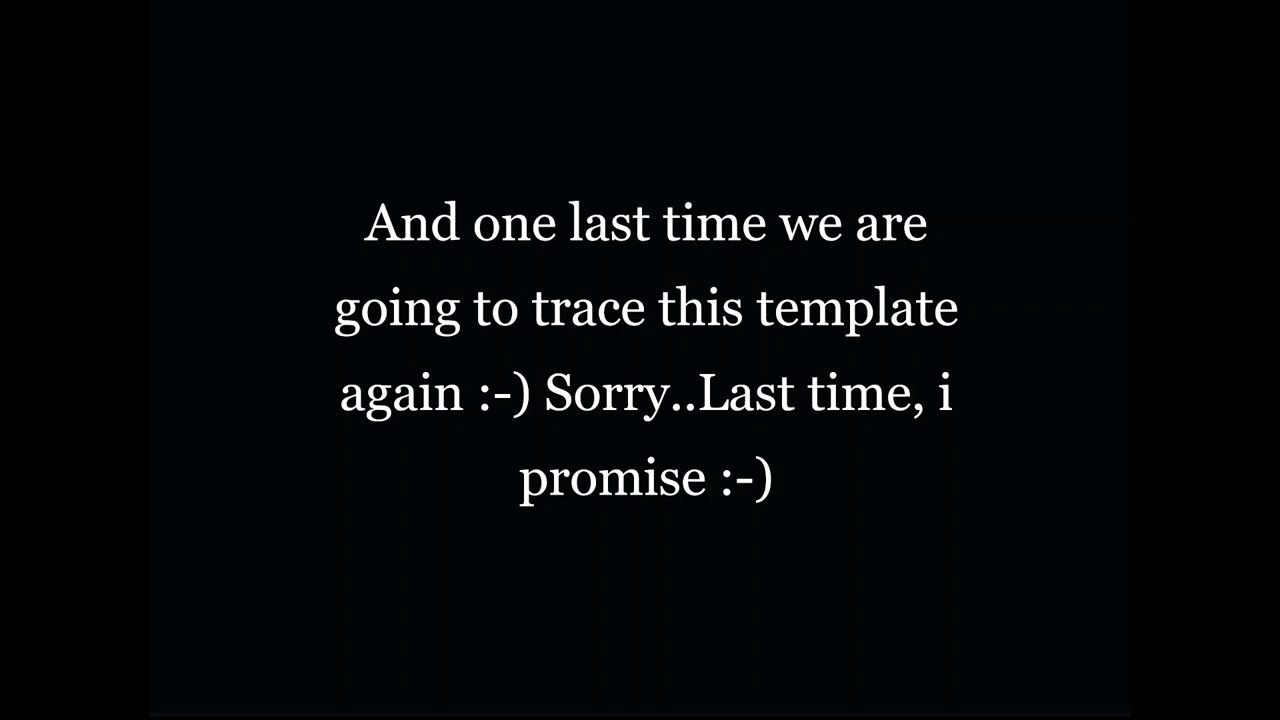 And one last time we are
going to trace this template
again :-) Sorry..Last time, i
promise :-)